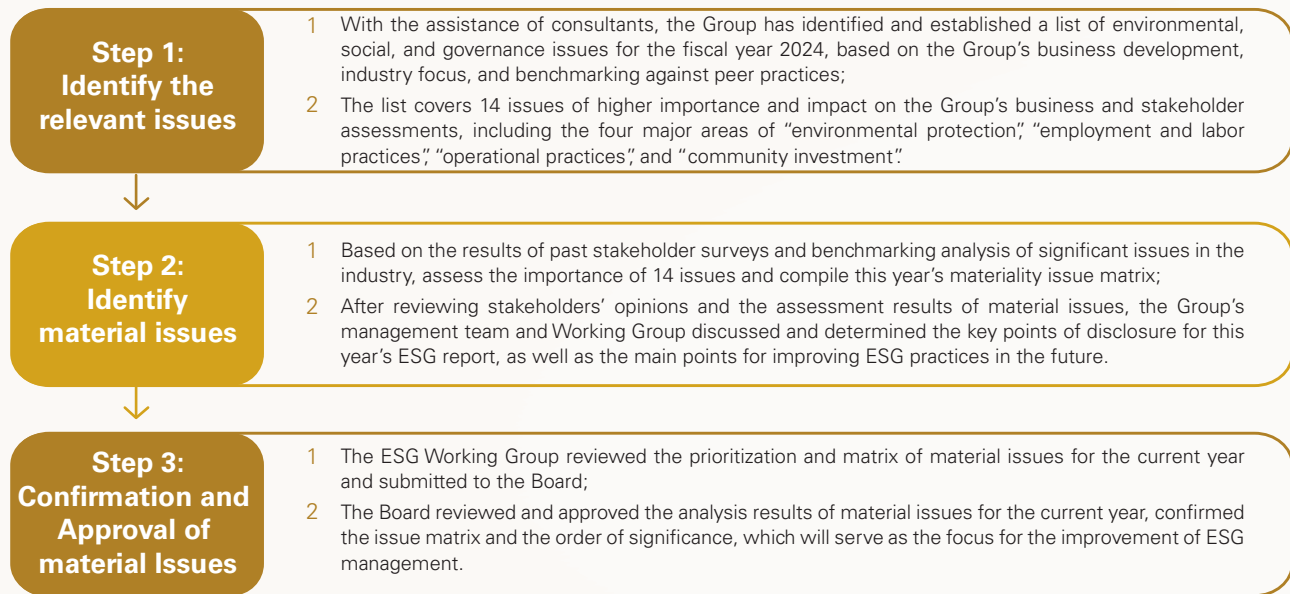 Step 1:
Identify the
relevant issues
1 With the assistance of consultants, the Group has identified and established a list of environmental,
social, and governance issues for the fiscal year 2024, based on the Group’s business development,
industry focus, and benchmarking against peer practices;
2 The list covers 14 issues of higher importance and impact on the Group’s business and stakeholder
assessments, including the four major areas of “environmental protection”, “employment and labor
practices”, “operational practices”, and “community investment”.
Step 2:
Identify
material issues
1 Based on the results of past stakeholder surveys and benchmarking analysis of significant issues in the
industry, assess the importance of 14 issues and compile this year’s materiality issue matrix;
2 After reviewing stakeholders’ opinions and the assessment results of material issues, the Group’s
management team and Working Group discussed and determined the key points of disclosure for this
year’s ESG report, as well as the main points for improving ESG practices in the future.
Step 3:
Confirmation and
Approval of
material Issues
1 The ESG Working Group reviewed the prioritization and matrix of material issues for the current year
and submitted to the Board;
2 The Board reviewed and approved the analysis results of material issues for the current year, confirmed
the issue matrix and the order of significance, which will serve as the focus for the improvement of ESG
management.